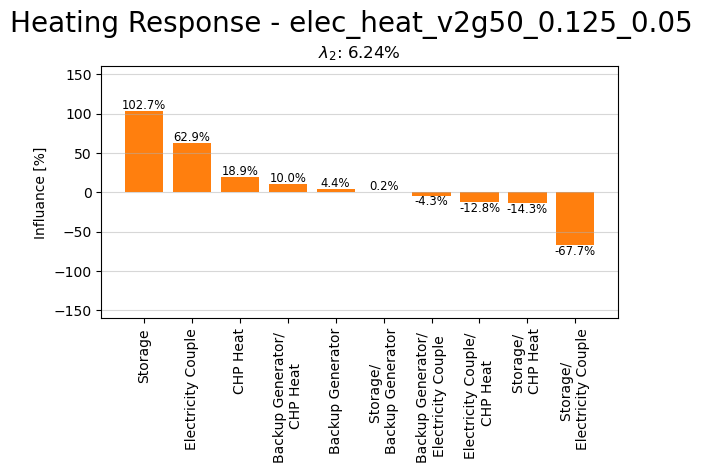 Heating Response - elec_heat_v2g50_0.125_0.05
λ₂: 6.24%
Influance [%]
150
100
50
0
−50
−100
−150
102.7%
62.9%
18.9%
10.0%
4.4%
0.2%
-4.3%
-12.8%
-14.3%
-67.7%
Storage
Electricity Couple
CHP Heat
Backup Generator/
CHP Heat
Backup Generator
Storage/
Backup Generator
Backup Generator/
Electricity Couple
Electricity Couple/
CHP Heat
Storage/
CHP Heat
Storage/
Electricity Couple